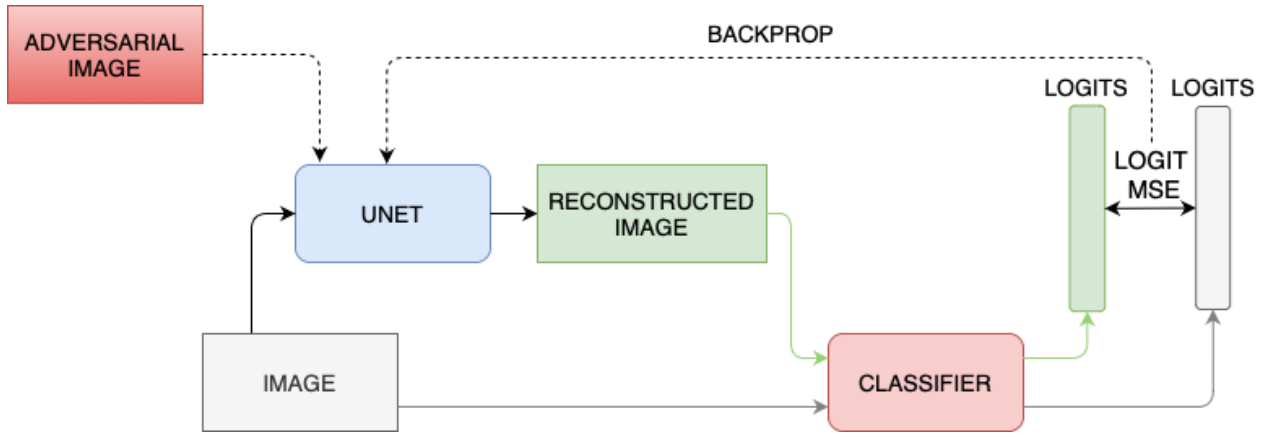 ADVERSARIAL
IMAGE
BACKPROP
LOGITS
LOGITS
LOGIT
MSE
UNET
RECONSTRUCTED
IMAGE
IMAGE
CLASSIFIER